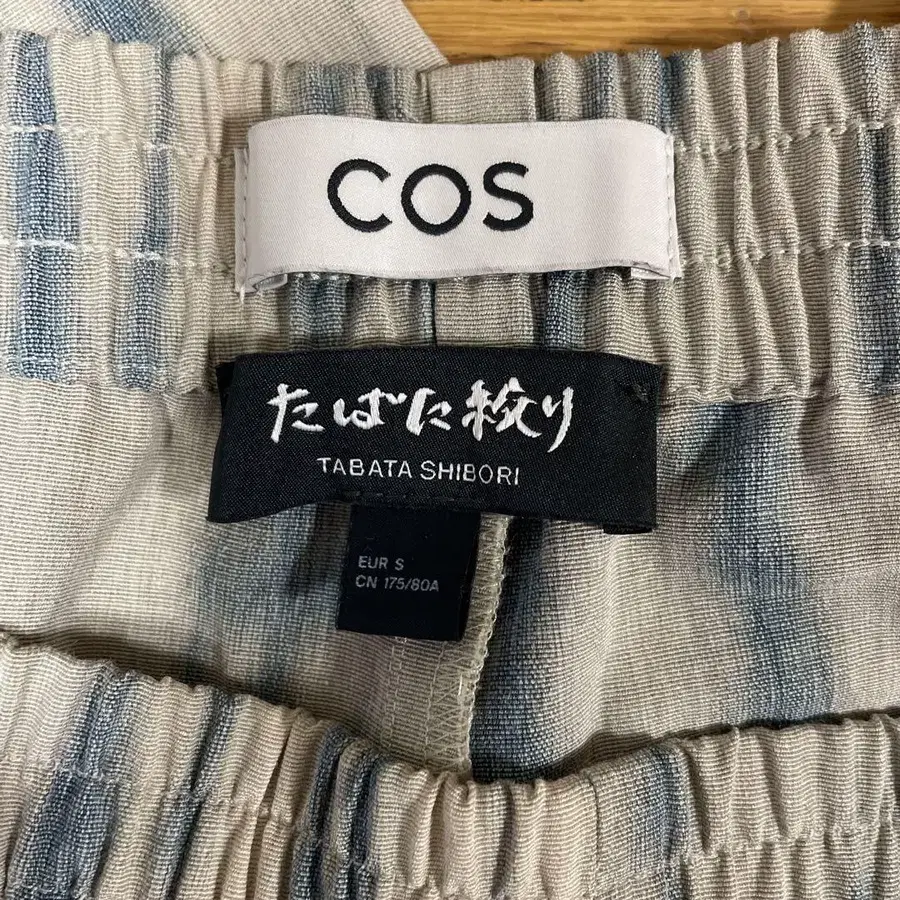 COS
たばた絞り
TABATA SHIBORI
EUR S
CN 175/80A